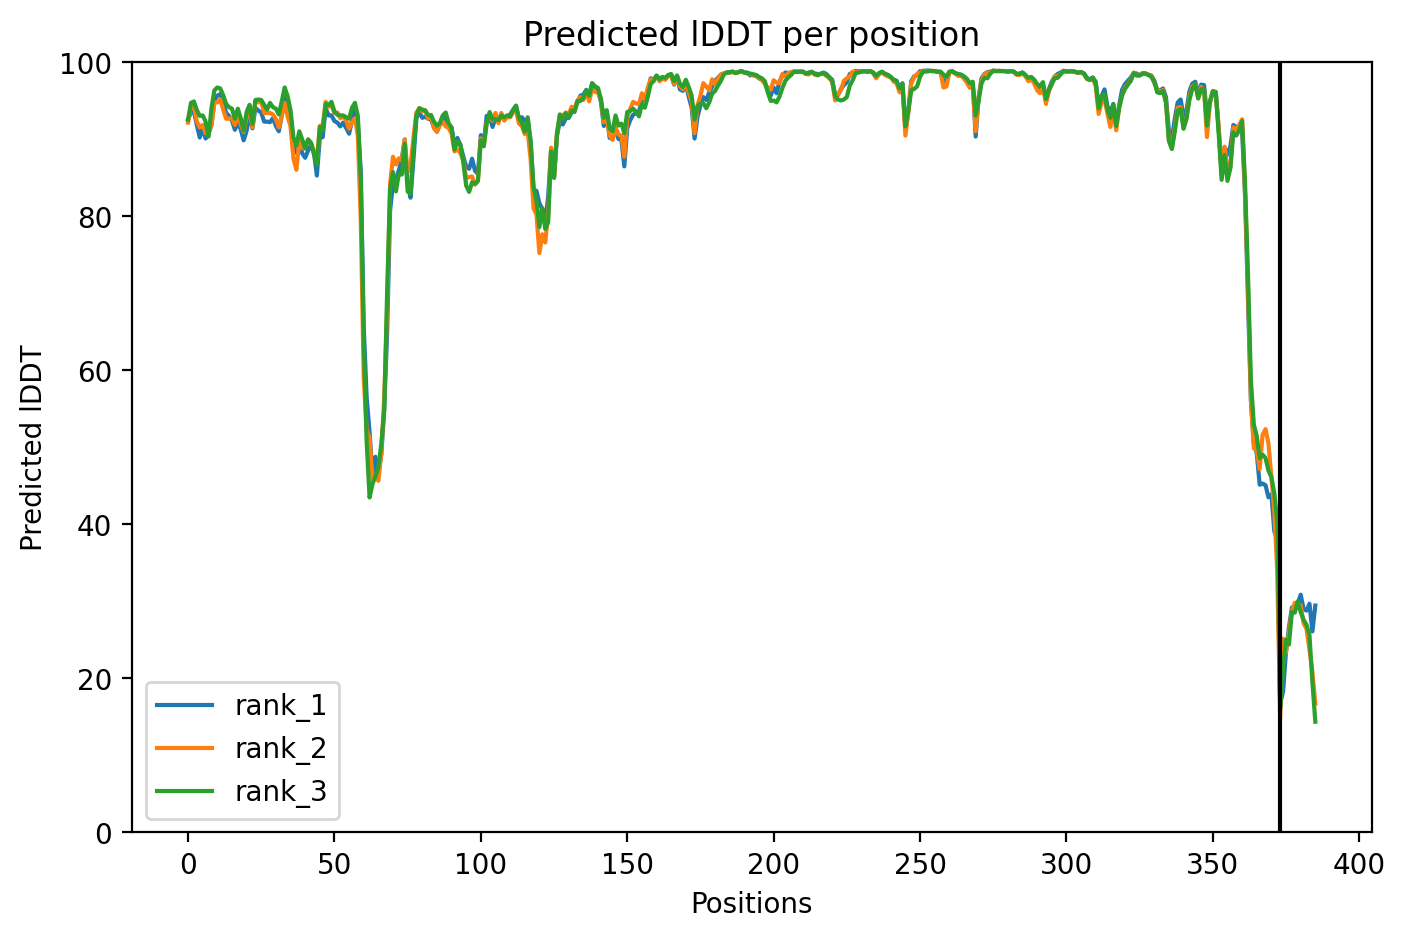 Predicted lDDT per position
100
80
60
40
20
0
Predicted lDDT
rank_1
rank_2
rank_3
0 50 100 150 200 250 300 350 400
Positions